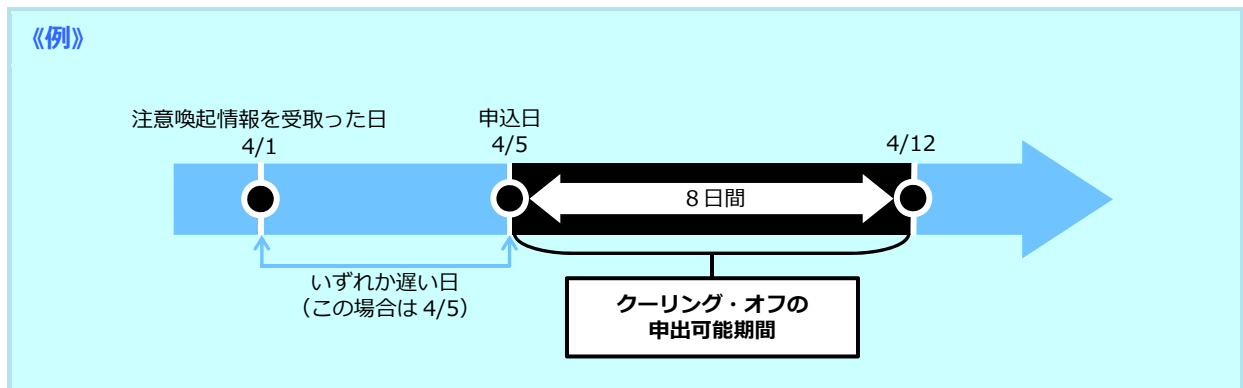 《例》
注意喚起情報を受取った日
4/1
申込日
4/5
4/12
8日間
いずれか遅い日
（この場合は 4/5）
クーリング・オフの
申出可能期間